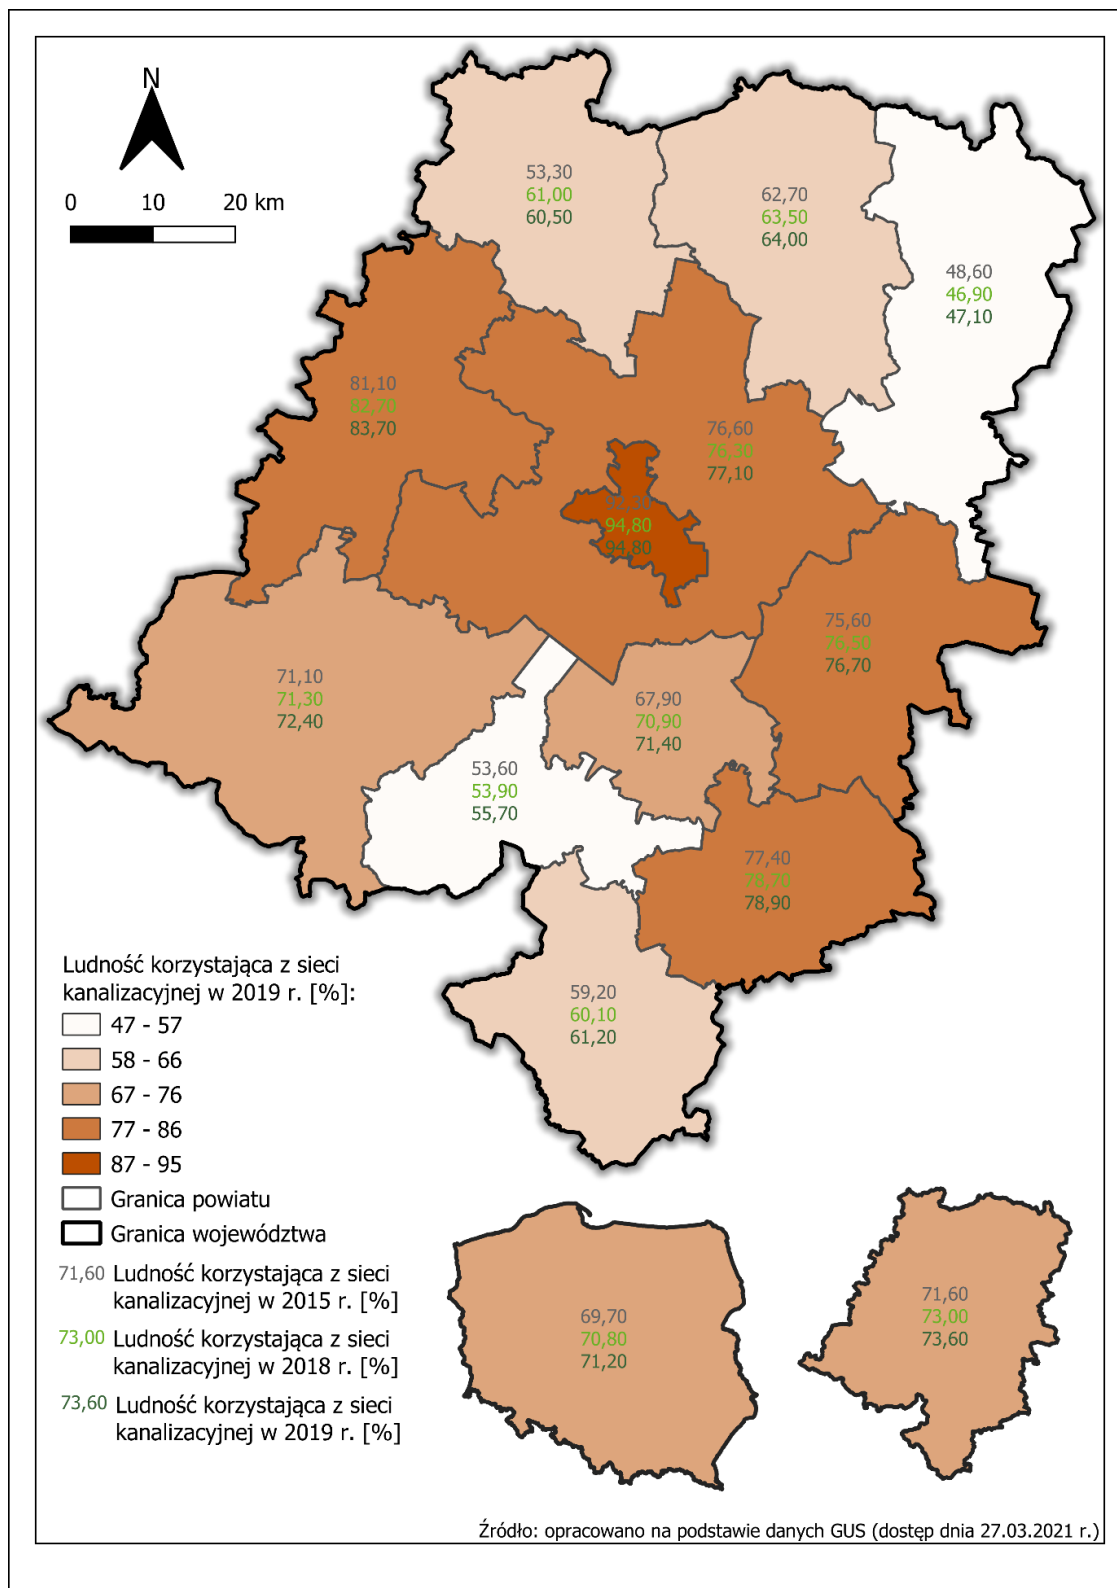 N
0 10 20 km
53,30
61,00
60,50
62,70
63,50
64,00
48,60
46,90
47,10
81,10
82,70
83,70
76,60
76,30
77,10
92,30
94,80
94,80
75,60
76,50
76,70
71,10
71,30
72,40
67,90
70,90
71,40
53,60
53,90
55,70
77,40
78,70
78,90
59,20
60,10
61,20
Ludność korzystająca z sieci
kanalizacyjnej w 2019 r. [%]:
47 - 57
58 - 66
67 - 76
77 - 86
87 - 95
Granica powiatu
Granica województwa
71,60 Ludność korzystająca z sieci
kanalizacyjnej w 2015 r. [%]
73,00 Ludność korzystająca z sieci
kanalizacyjnej w 2018 r. [%]
73,60 Ludność korzystająca z sieci
kanalizacyjnej w 2019 r. [%]
69,70
70,80
71,20
71,60
73,00
73,60
Źródło: opracowano na podstawie danych GUS (dostęp dnia 27.03.2021 r.)